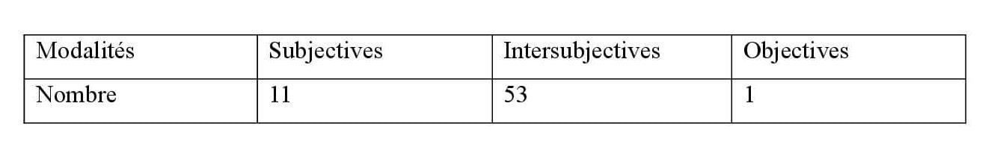 Modalités Subjectives Intersubjectives Objectives
Nombre 11 53 1